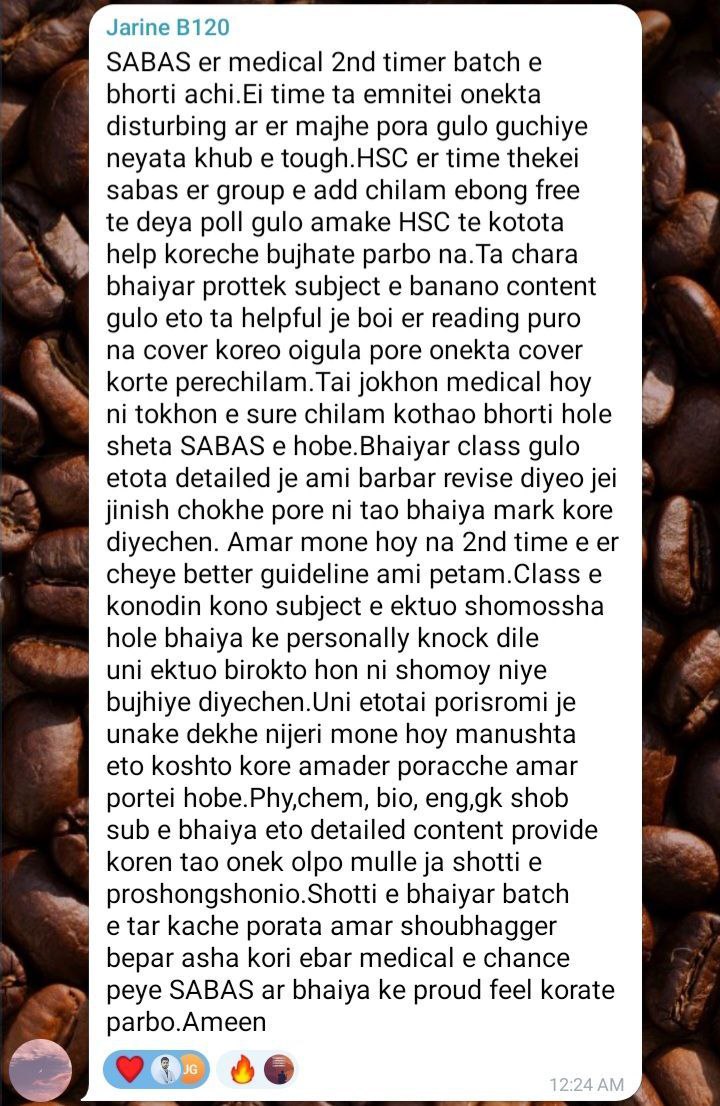 Jarine B120
SABAS er medical 2nd timer batch e
bhorti achi.Ei time ta emnitei onekta
disturbing ar er majhe pora gulo guchiye
neyata khub e tough.HSC er time thekei
sabas er group e add chilam ebong free
te deya poll gulo amake HSC te kotota
help koreche bujhate parbo na.Ta chara
bhaiyar prottek subject e banano content
gulo eto ta helpful je boi er reading puro
na cover koreo oigula pore onekta cover
korte perechilam.Tai jokhon medical hoy
ni tokhon e sure chilam kothao bhorti hole
sheta SABAS e hobe.Bhaiyar class gulo
etota detailed je ami barbar revise diyeo jei
jinish chokhe pore ni tao bhaiya mark kore
diyechen. Amar mone hoy na 2nd time e er
cheye better guideline ami petam.Class e
konodin kono subject e ektuo shomossha
hole bhaiya ke personally knock dile
uni ektuo birokto hon ni shomoy niye
bujhiye diyechen.Uni etotai porisromi je
unake dekhe nijeri mone hoy manushta
eto koshto kore amader poracche amar
portei hobe.Phy,chem, bio, eng,gk shob
sub e bhaiya eto detailed content provide
koren tao onek olpo mulle ja shotti e
proshongshonio.Shotti e bhaiyar batch
e tar kache porata amar shoubhagger
bepar asha kori ebar medical e chance
peye SABAS ar bhaiya ke proud feel korate
parbo.Ameen
JG
12:24 AM